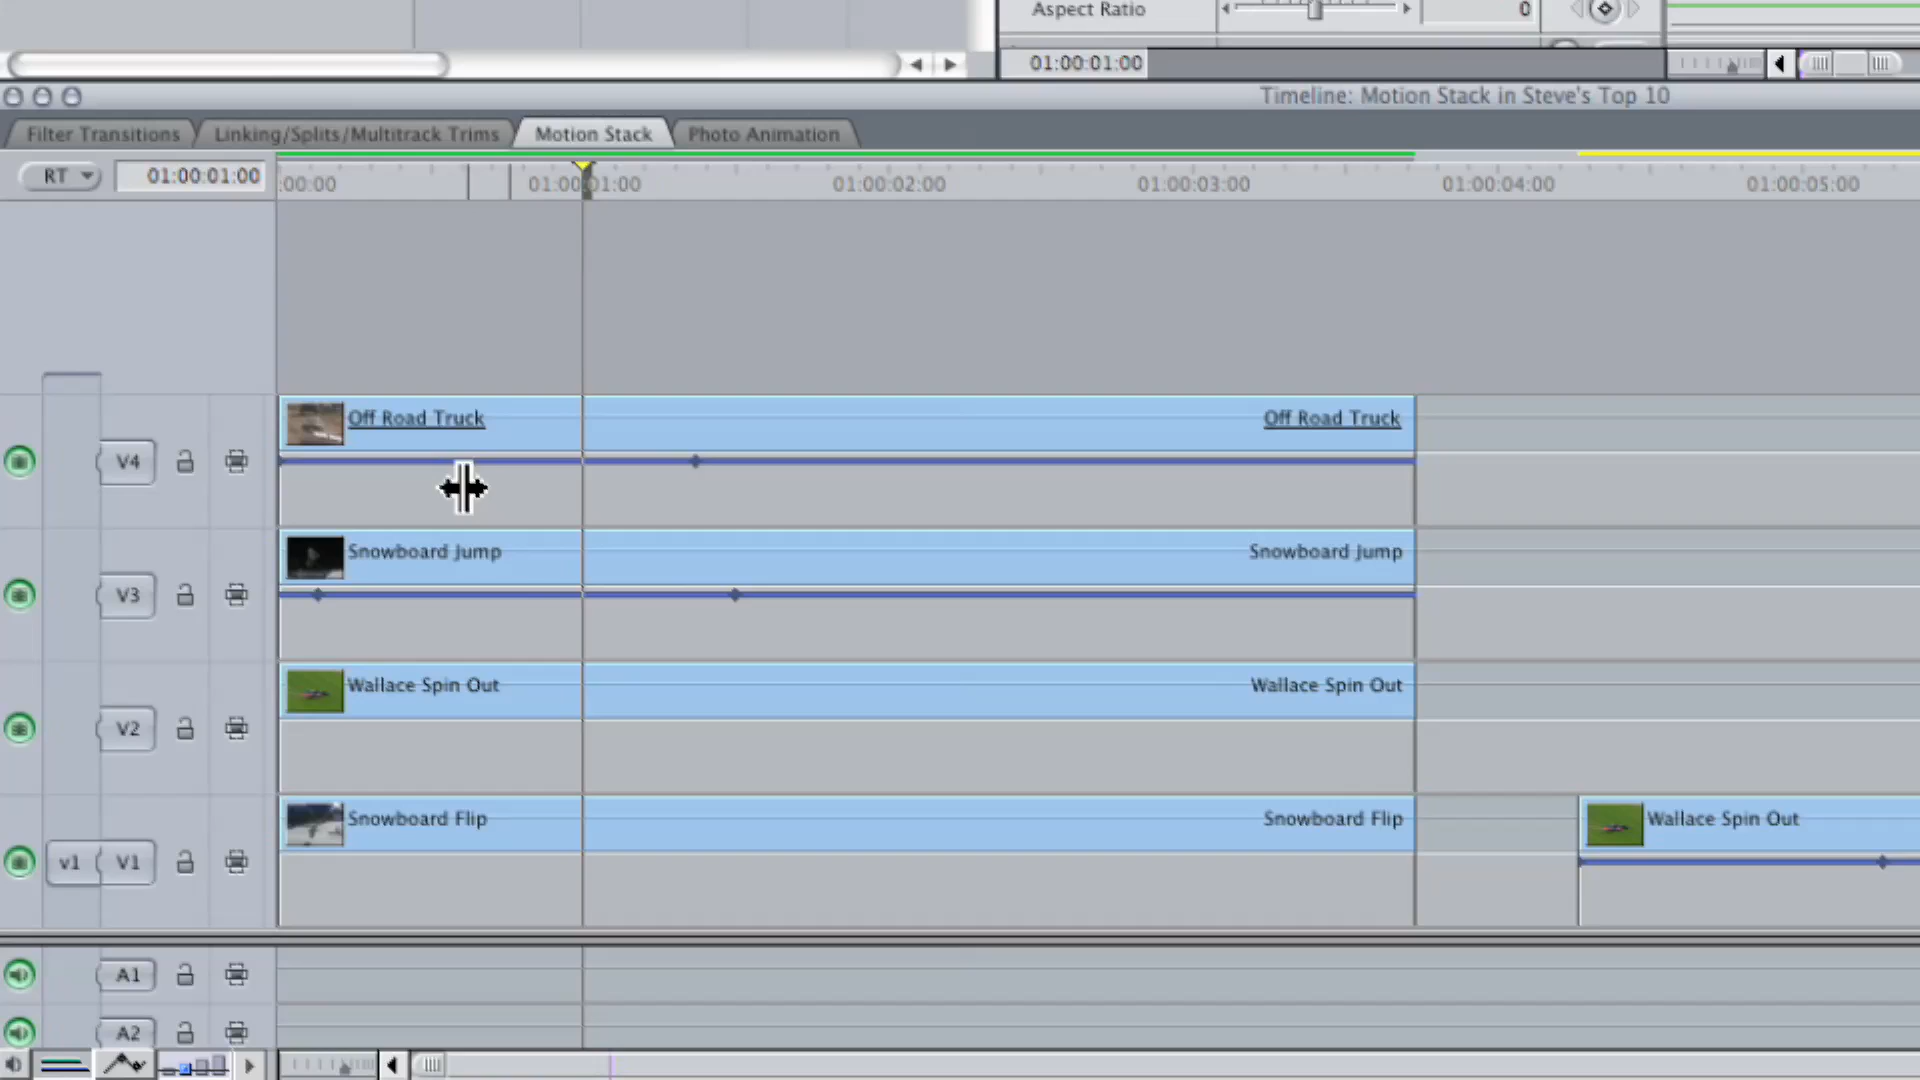 Aspect Ratio 0
01:00:01:00
Timeline: Motion Stack in Steve's Top 10
Filter Transitions Linking/Splits/Multitrack Trims Motion Stack Photo Animation
RT 01:00:01:00 :00:00 01:00:01:00 01:00:02:00 01:00:03:00 01:00:04:00 01:00:05:00
Off Road Truck Off Road Truck
V4
Snowboard Jump Snowboard Jump
V3
Wallace Spin Out Wallace Spin Out
V2
Snowboard Flip Snowboard Flip Wallace Spin Out
v1 V1
A1
A2